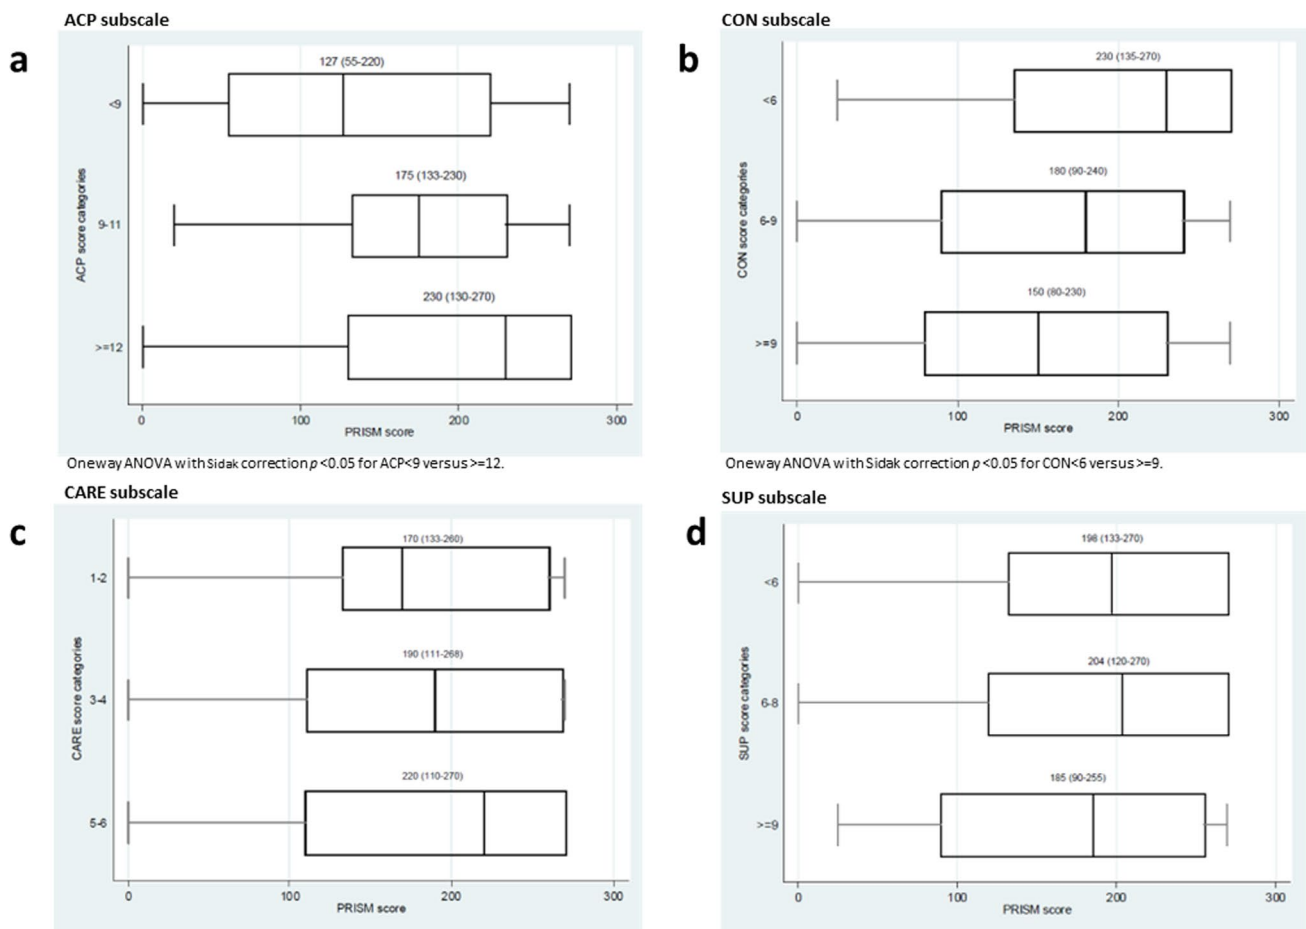 ACP subscale
a
127 (55-220)
<9
175 (133-230)
9-11
230 (130-270)
>=12
ACP score categories
0 100 200 300
PRISM score
Oneway ANOVA with Sidak correction p <0.05 for ACP<9 versus >=12.
CON subscale
b
230 (135-270)
<6
180 (90-240)
6-9
150 (80-230)
>=9
CON score categories
0 100 200 300
PRISM score
Oneway ANOVA with Sidak correction p <0.05 for CON<6 versus >=9.
CARE subscale
c
170 (133-260)
1-2
190 (111-268)
3-4
220 (110-270)
5-6
CARE score categories
0 100 200 300
PRISM score
SUP subscale
d
198 (133-270)
<6
204 (120-270)
6-8
185 (90-255)
>=9
SUP score categories
0 100 200 300
PRISM score